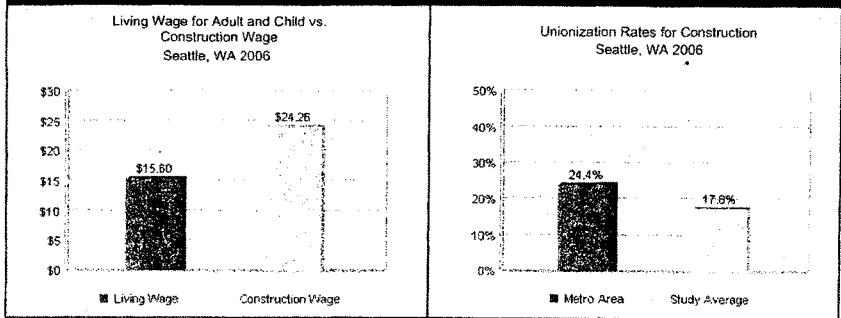 Living Wage for Adult and Child vs.
Construction Wage
Seattle, WA 2006
$30
$25
$20
$15
$10
$5
$0
$15.60
$24.26
Living Wage
Construction Wage
Unionization Rates for Construction
Seattle, WA 2006
50%
40%
30%
20%
10%
0%
24.4%
17.8%
Metro Area
Study Average